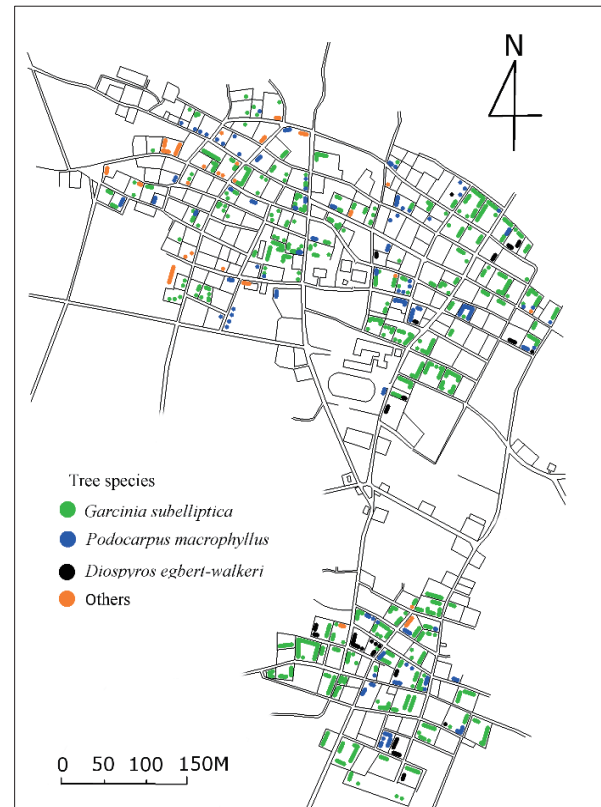 N
Tree species
Garcinia subelliptica
Podocarpus macrophyllus
Diospyros egbert-walkeri
Others
0 50 100 150M